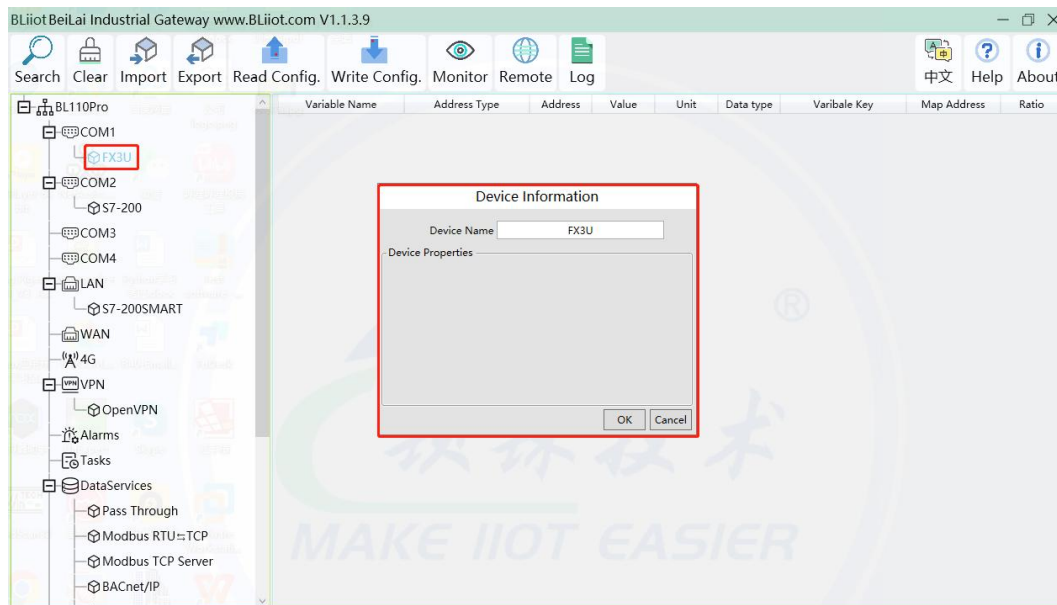 BLiiot BeiLai Industrial Gateway www.BLiiot.com V1.1.3.9
Search Clear Import Export Read Config. Write Config. Monitor Remote Log 中文 Help About
Variable Name Address Type Address Value Unit Data type Varibale Key Map Address Ratio
BL110Pro
COM1
FX3U
COM2
S7-200
COM3
COM4
LAN
S7-200SMART
WAN
4G
VPN VPN
OpenVPN
Alarms
Tasks
DataServices
Pass Through
Modbus RTU⇆TCP
Modbus TCP Server
BACnet/IP
Device Information
Device Name FX3U
Device Properties
OK Cancel
®
技术
MAKE IIOT EASIER